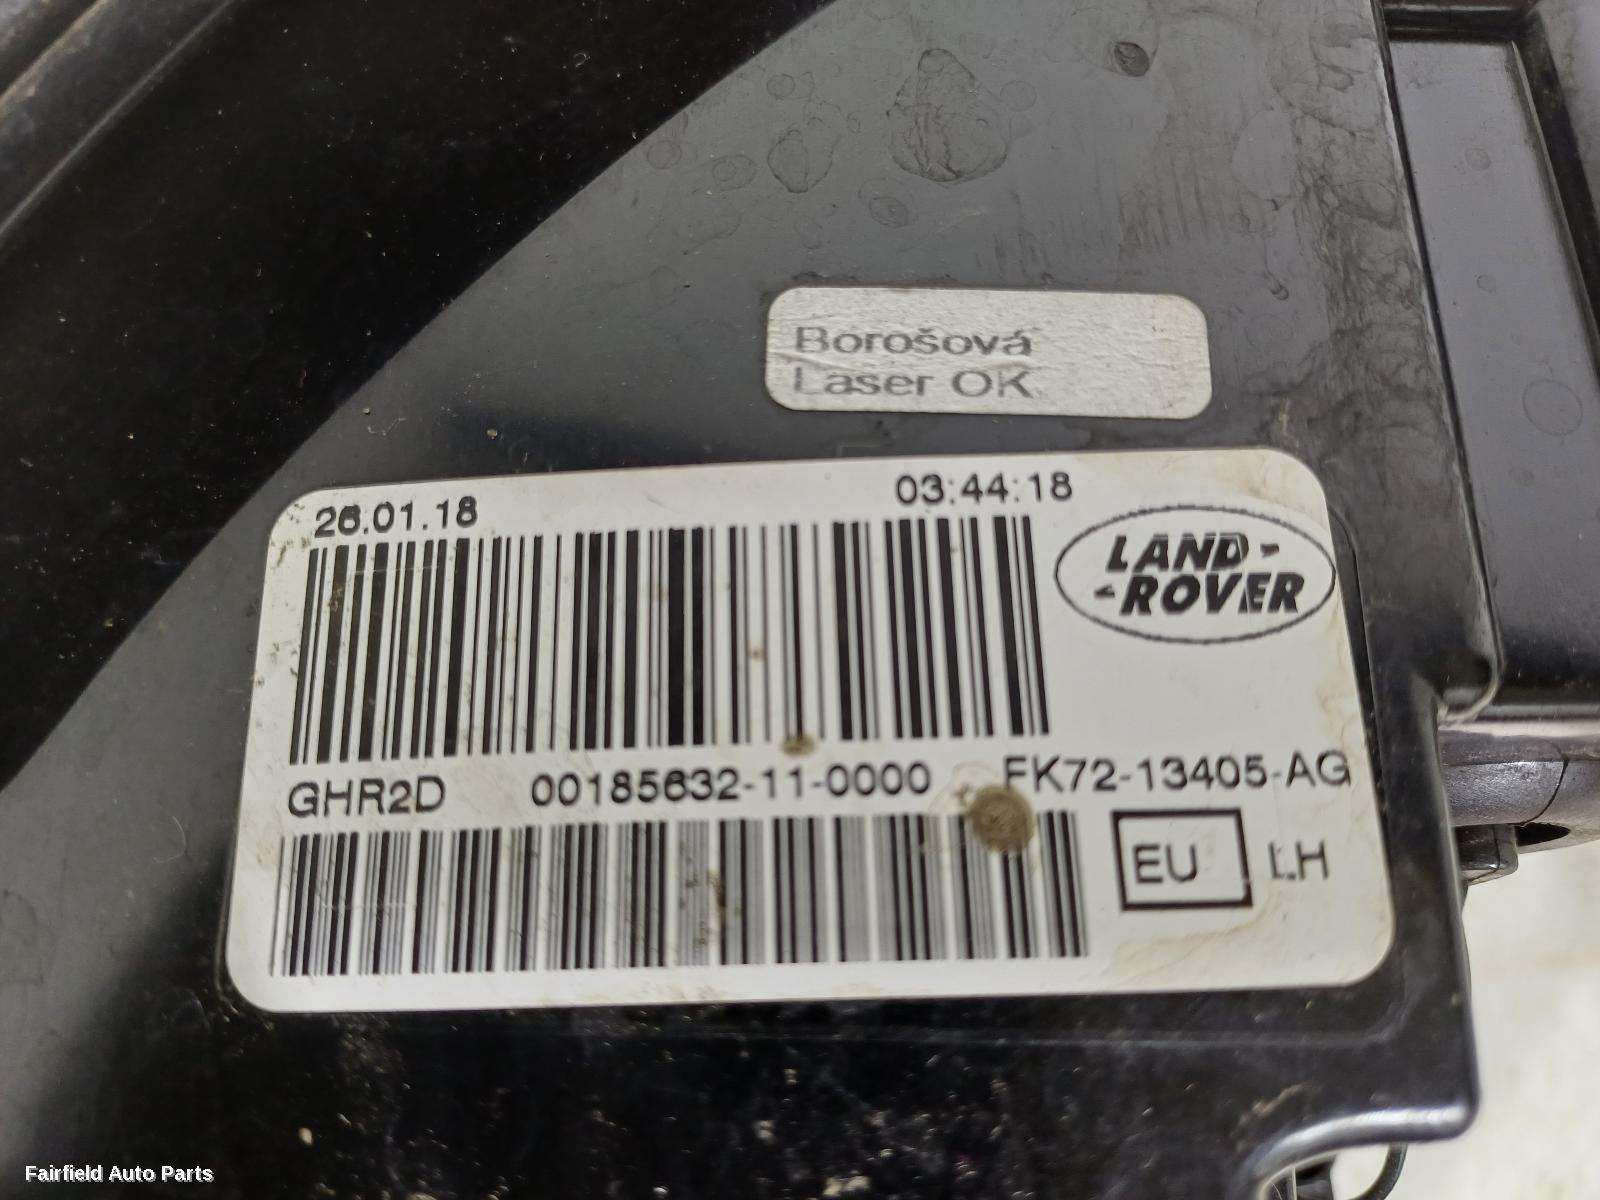 Borošová
Laser OK
26.01.18 03:44:18
LAND-
-ROVER
GHR2D 00185632-11-0000 FK72-13405-AG
EU LH
Fairfield Auto Parts